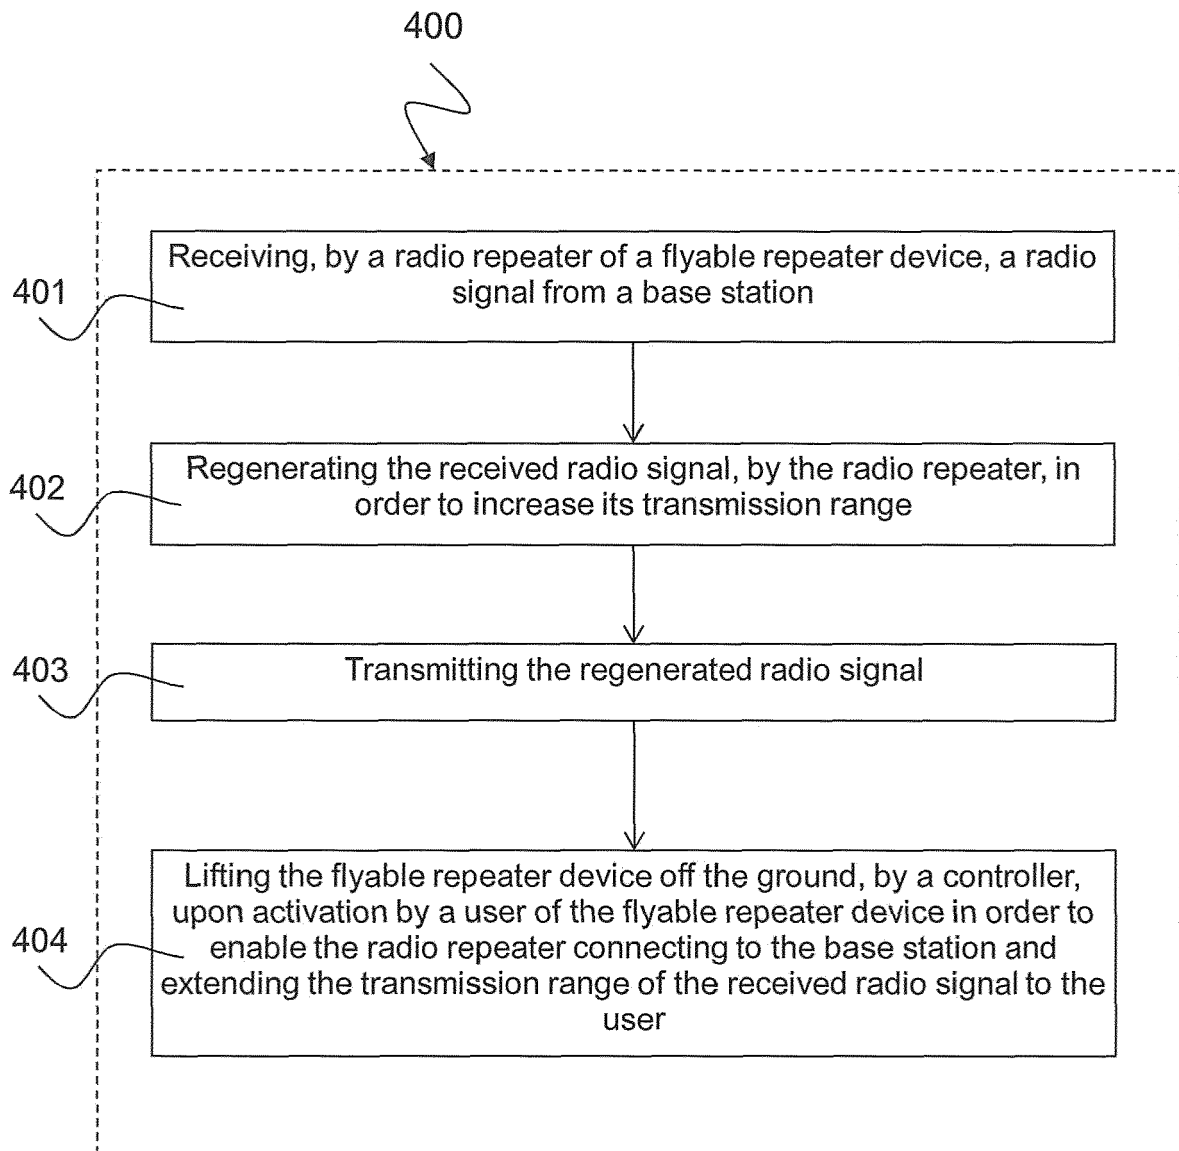 400
401
Receiving, by a radio repeater of a flyable repeater device, a radio
signal from a base station
402
Regenerating the received radio signal, by the radio repeater, in
order to increase its transmission range
403
Transmitting the regenerated radio signal
404
Lifting the flyable repeater device off the ground, by a controller,
upon activation by a user of the flyable repeater device in order to
enable the radio repeater connecting to the base station and
extending the transmission range of the received radio signal to the
user